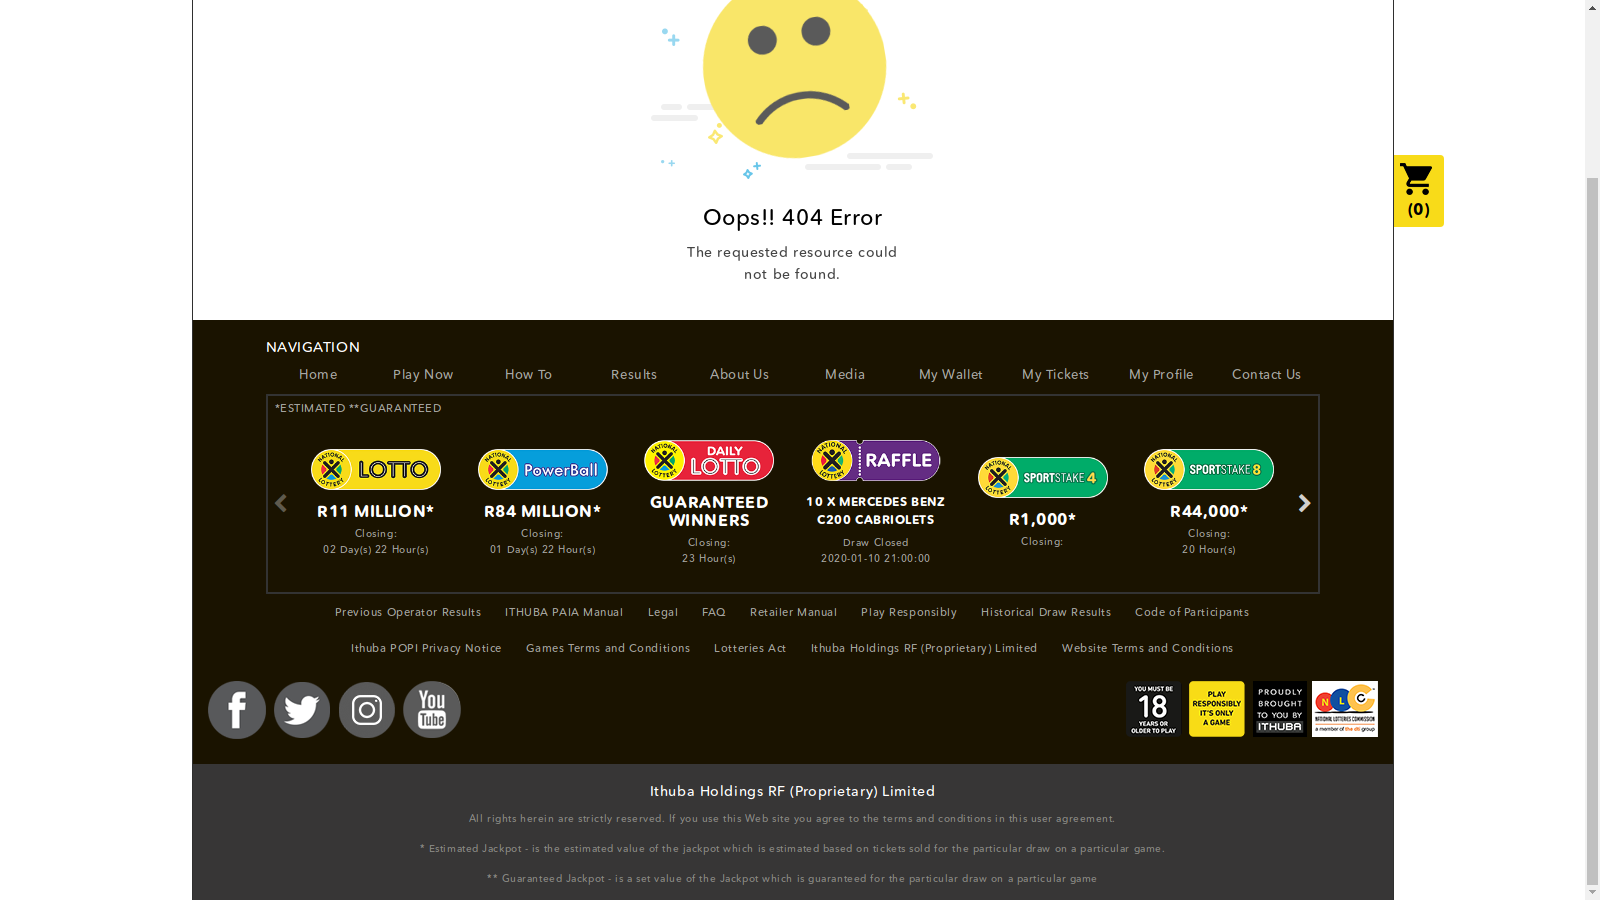 Oops!! 404 Error
The requested resource could
not be found.
(0)
NAVIGATION
Home Play Now How To Results About Us Media My Wallet My Tickets My Profile Contact Us
*ESTIMATED **GUARANTEED
NATIONAL LOTTERY LOTTO
R11 MILLION*
Closing:
02 Day(s) 22 Hour(s)
NATIONAL LOTTERY PowerBall
R84 MILLION*
Closing:
01 Day(s) 22 Hour(s)
NATIONAL LOTTERY DAILY
LOTTO
GUARANTEED
WINNERS
Closing:
23 Hour(s)
NATIONAL LOTTERY RAFFLE
10 X MERCEDES BENZ
C200 CABRIOLETS
Draw Closed
2020-01-10 21:00:00
NATIONAL LOTTERY SPORTSTAKE 4
R1,000*
Closing:
NATIONAL LOTTERY SPORTSTAKE 8
R44,000*
Closing:
20 Hour(s)
Previous Operator Results ITHUBA PAIA Manual Legal FAQ Retailer Manual Play Responsibly Historical Draw Results Code of Participants
Ithuba POPI Privacy Notice Games Terms and Conditions Lotteries Act Ithuba Holdings RF (Proprietary) Limited Website Terms and Conditions
You
Tube
YOU MUST BE
18
YEARS OR
OLDER TO PLAY
PLAY
RESPONSIBLY
IT'S ONLY
A GAME
PROUDLY
BROUGHT
TO YOU BY
ITHUBA
NLC
NATIONAL LOTTERIES COMMISSION
a member of the dti group
Ithuba Holdings RF (Proprietary) Limited
All rights herein are strictly reserved. If you use this Web site you agree to the terms and conditions in this user agreement.
* Estimated Jackpot - is the estimated value of the jackpot which is estimated based on tickets sold for the particular draw on a particular game.
** Guaranteed Jackpot - is a set value of the Jackpot which is guaranteed for the particular draw on a particular game